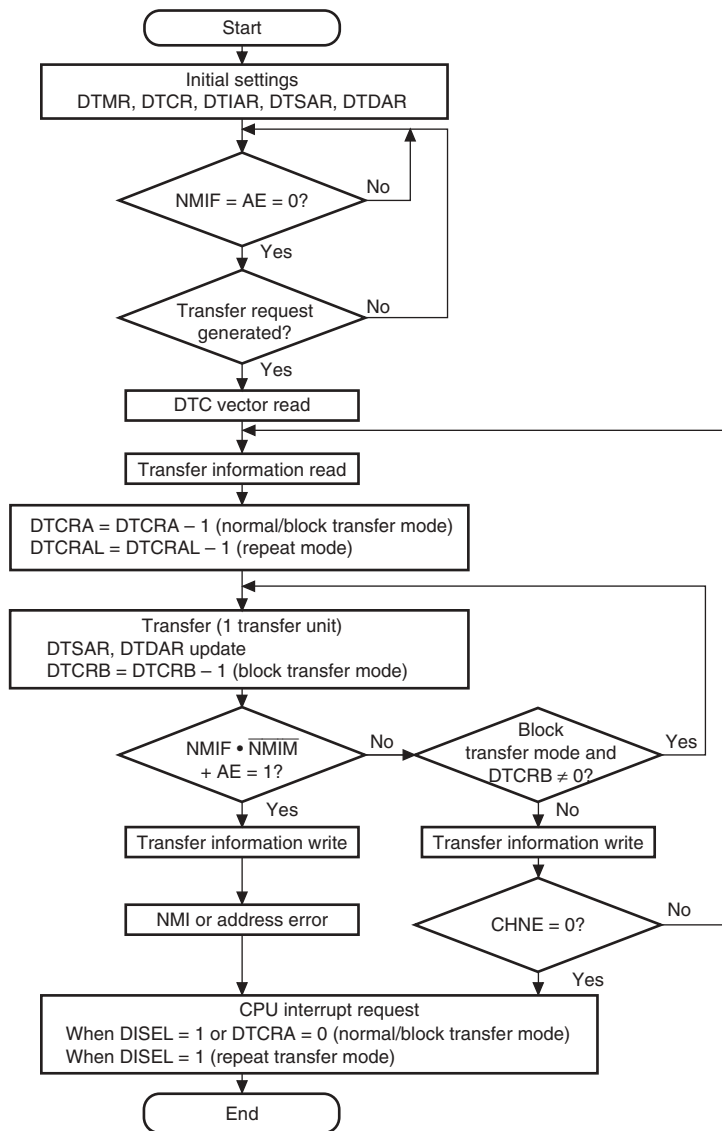 Start
Initial settings
DTMR, DTCR, DTIAR, DTSAR, DTDAR
NMIF = AE = 0?
No
Yes
Transfer request
generated?
No
Yes
DTC vector read
Transfer information read
DTCRA = DTCRA – 1 (normal/block transfer mode)
DTCRAL = DTCRAL – 1 (repeat mode)
Transfer (1 transfer unit)
DTSAR, DTDAR update
DTCRB = DTCRB – 1 (block transfer mode)
NMIF • N̅M̅I̅M̅
+ AE = 1?
No
Yes
Block
transfer mode and
DTCRB ≠ 0?
Yes
No
Transfer information write
Transfer information write
NMI or address error
CHNE = 0?
No
Yes
CPU interrupt request
When DISEL = 1 or DTCRA = 0 (normal/block transfer mode)
When DISEL = 1 (repeat transfer mode)
End